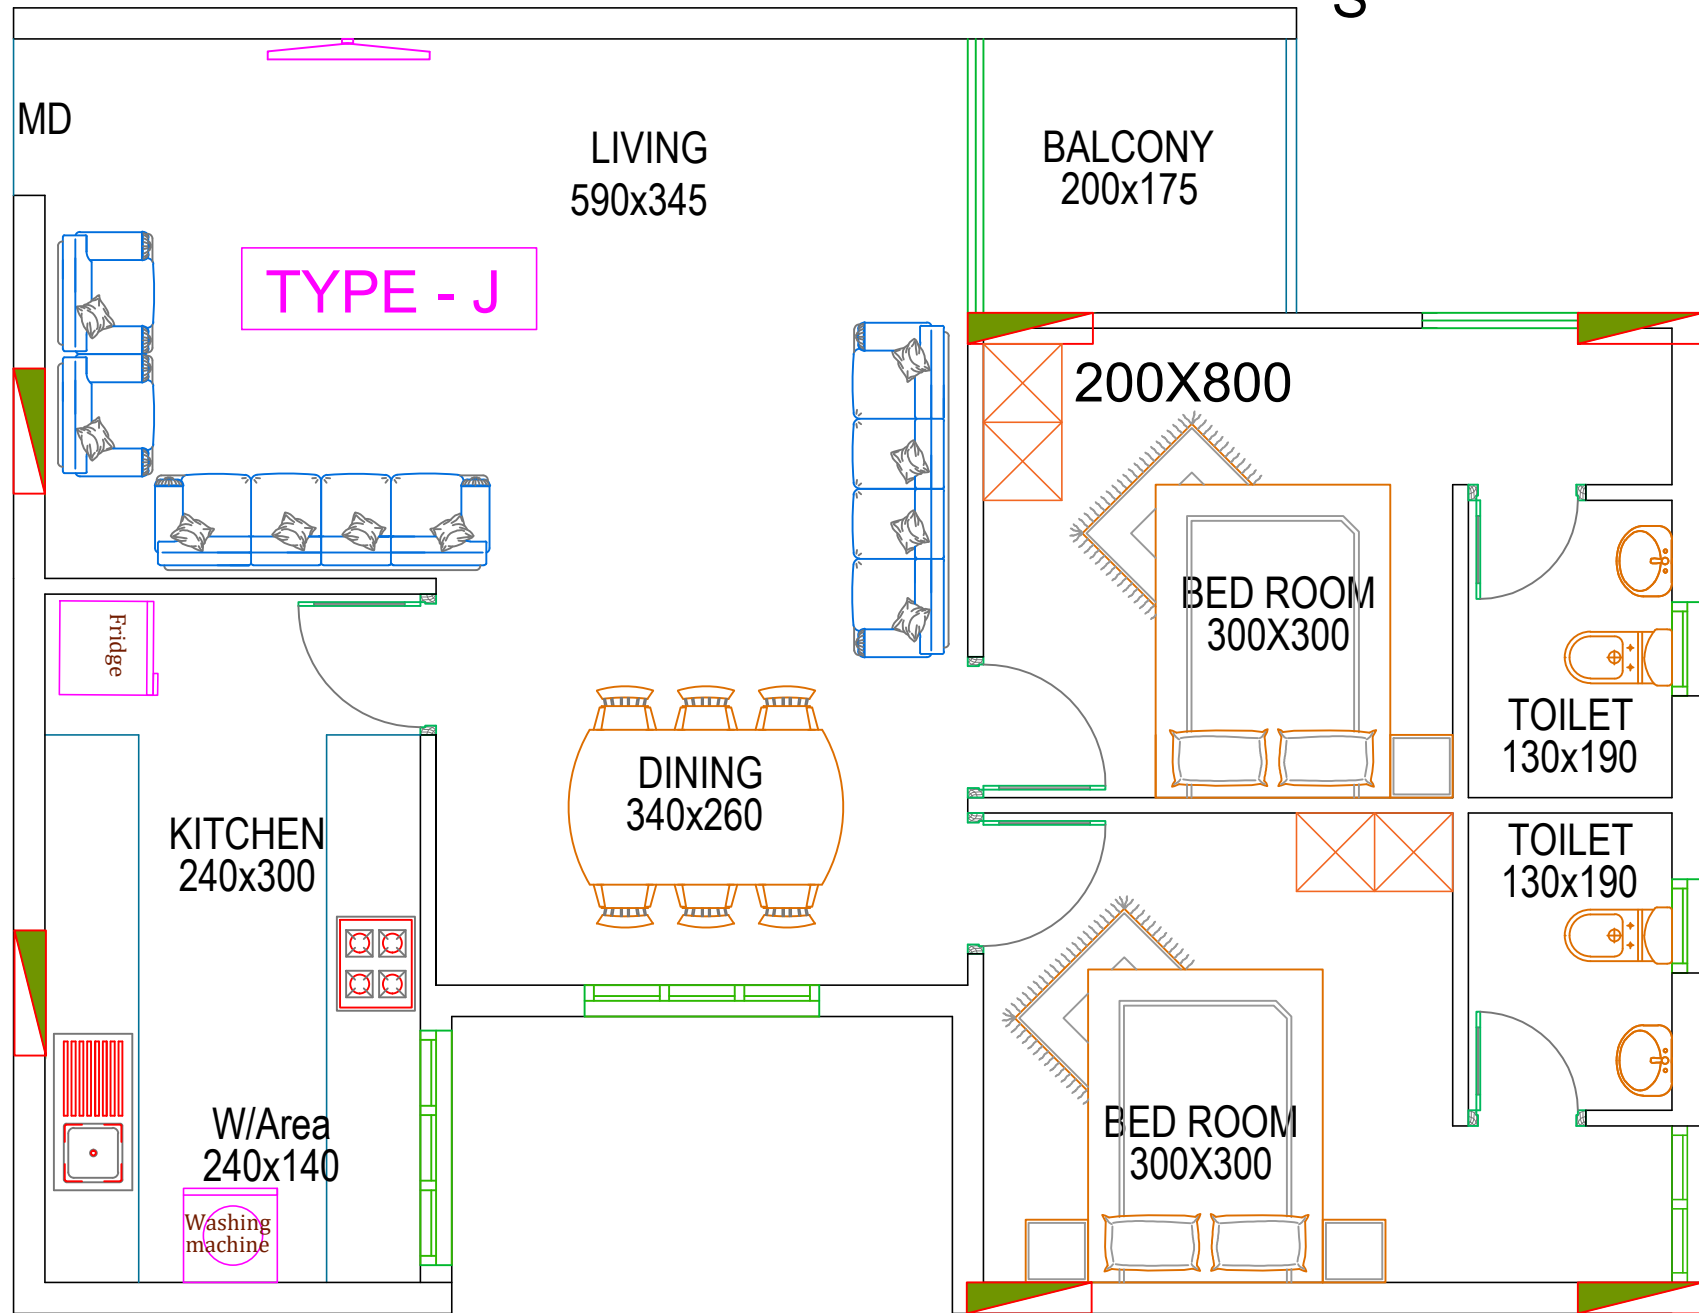 S
MD
LIVING
590x345
BALCONY
200x175
TYPE - J
200X800
BED ROOM
300X300
Fridge
TOILET
130x190
DINING
340x260
KITCHEN
240x300
TOILET
130x190
W/Area
240x140
BED ROOM
300X300
Washing
machine